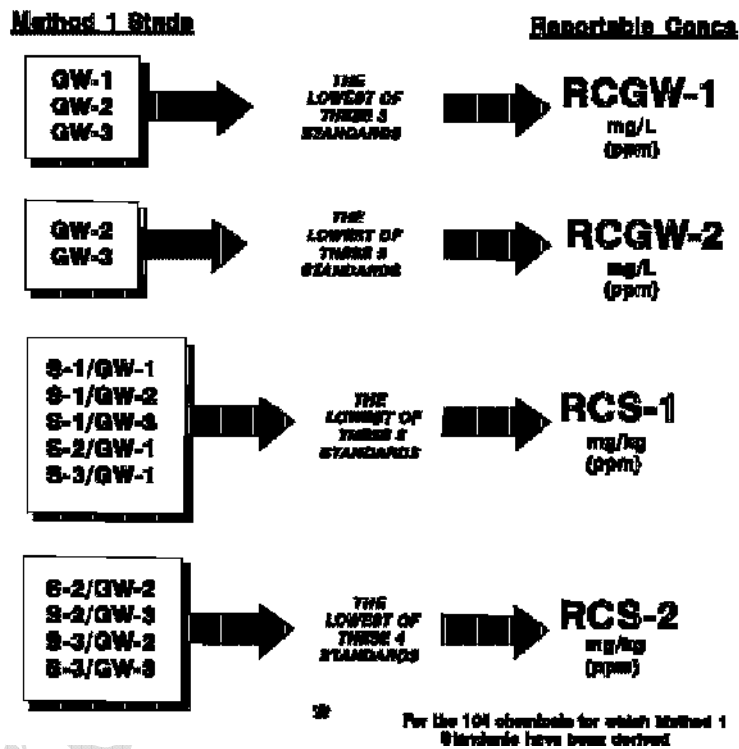 Method 1 Stnds
Reportable Concs
GW-1
GW-2
GW-3
THE
LOWEST OF
THESE 3
STANDARDS
RCGW-1
mg/L
(ppm)
GW-2
GW-3
THE
LOWEST OF
THESE
STANDARDS
RCGW-2
mg/L
(ppm)
S-1/GW-1
S-1/GW-2
S-1/GW-3
S-2/GW-1
S-3/GW-1
THE
LOWEST OF
THESE
STANDARDS
RCS-1
mg/kg
(ppm)
S-2/GW-2
S-2/GW-3
S-3/GW-2
S-3/GW-3
THE
LOWEST OF
THESE 4
STANDARDS
RCS-2
mg/kg
(ppm)
For the 104 chemicals for which Method 1
Standards have been derived